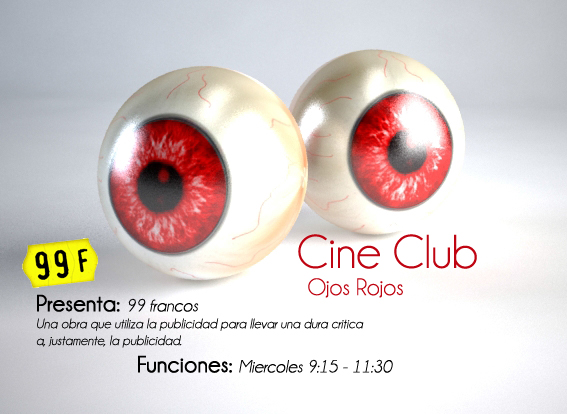 Cine Club
Ojos Rojos
99 F
Presenta: 99 francos
Una obra que utiliza la publicidad para llevar una dura critica
a, justamente, la publicidad.
Funciones: Miercoles 9:15 - 11:30